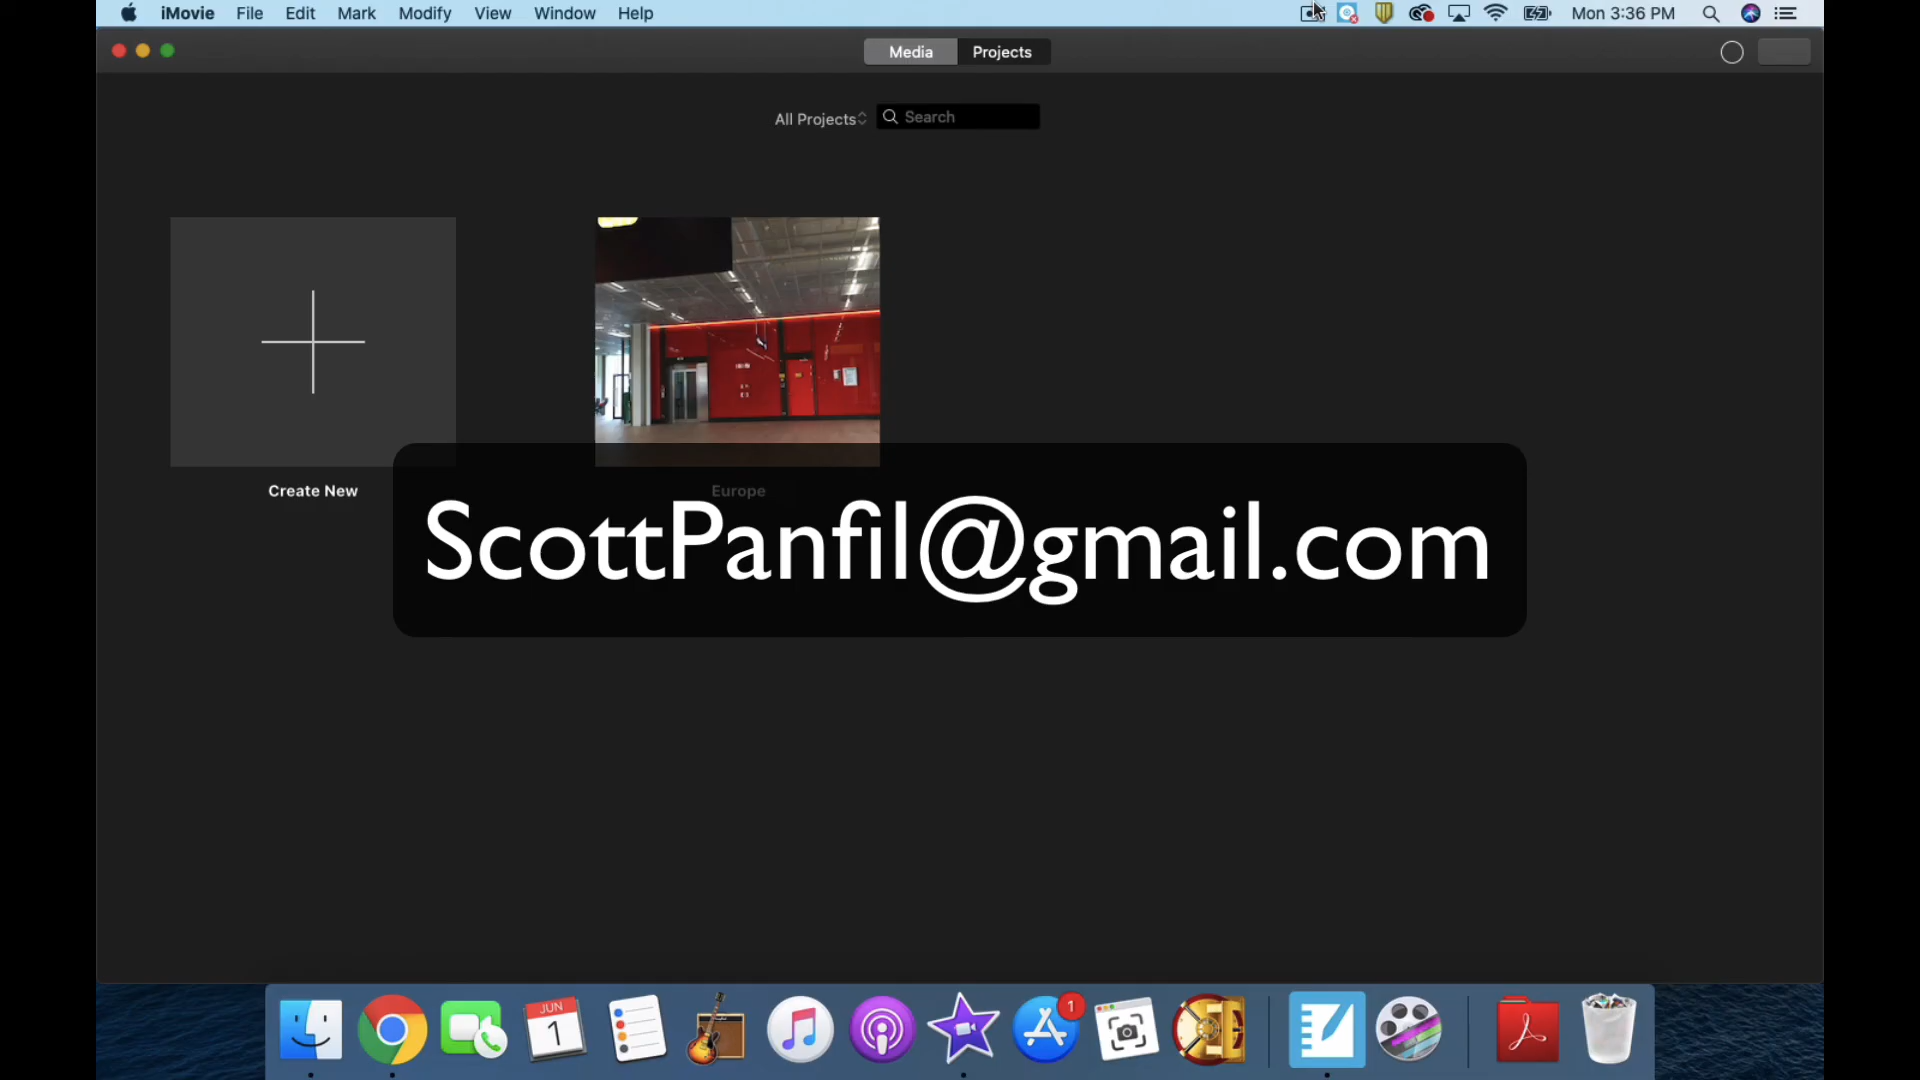 iMovie File Edit Mark Modify View Window Help Mon 3:36 PM
Media Projects
All Projects Search
Create New Europe
ScottPanfil@gmail.com
1
JUN
1